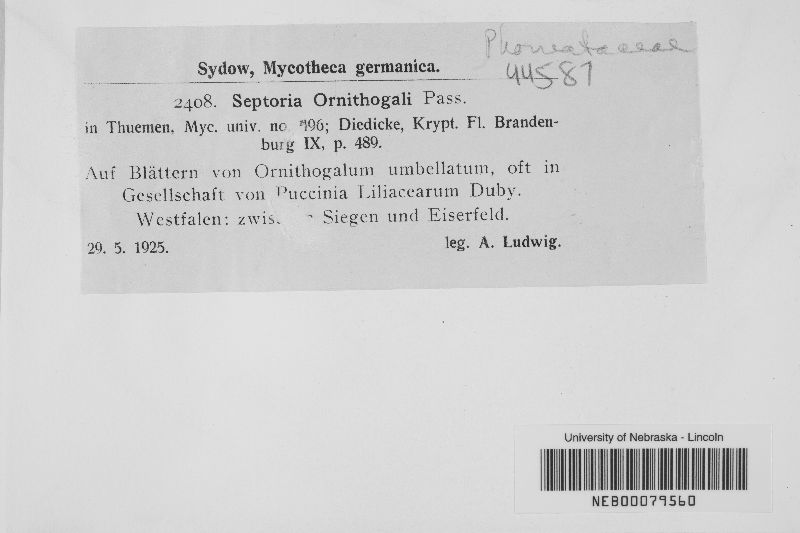 Phomataceae
44587
Sydow, Mycotheca germanica.
2408. Septoria Ornithogali Pass.
in Thuemen, Myc. univ. no 196; Diedicke, Krypt. Fl. Branden-
burg IX, p. 489.
Auf Blättern von Ornithogalum umbellatum, oft in
Gesellschaft von Puccinia Liliacearum Duby.
Westfalen: Siegen und Eiserfeld.
29. 5. 1925.
leg. A. Ludwig.
University of Nebraska - Lincoln
NEB00079560